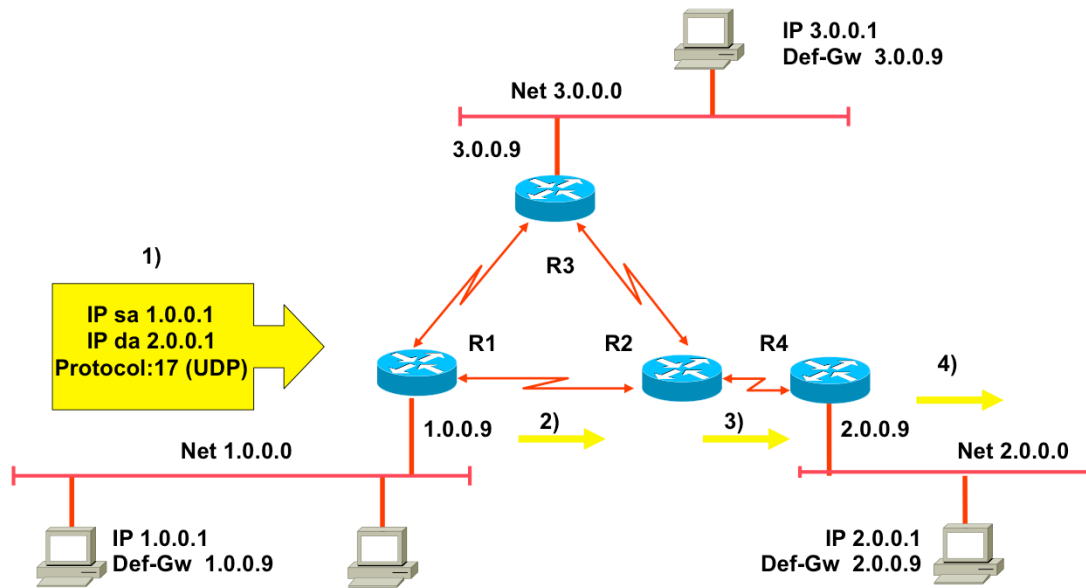 IP 3.0.0.1
Def-Gw 3.0.0.9
Net 3.0.0.0
3.0.0.9
R3
1)
IP sa 1.0.0.1
IP da 2.0.0.1
Protocol:17 (UDP)
R1
R2
R4
4)
1.0.0.9
2)
3)
2.0.0.9
Net 1.0.0.0
Net 2.0.0.0
IP 1.0.0.1
Def-Gw 1.0.0.9
IP 2.0.0.1
Def-Gw 2.0.0.9